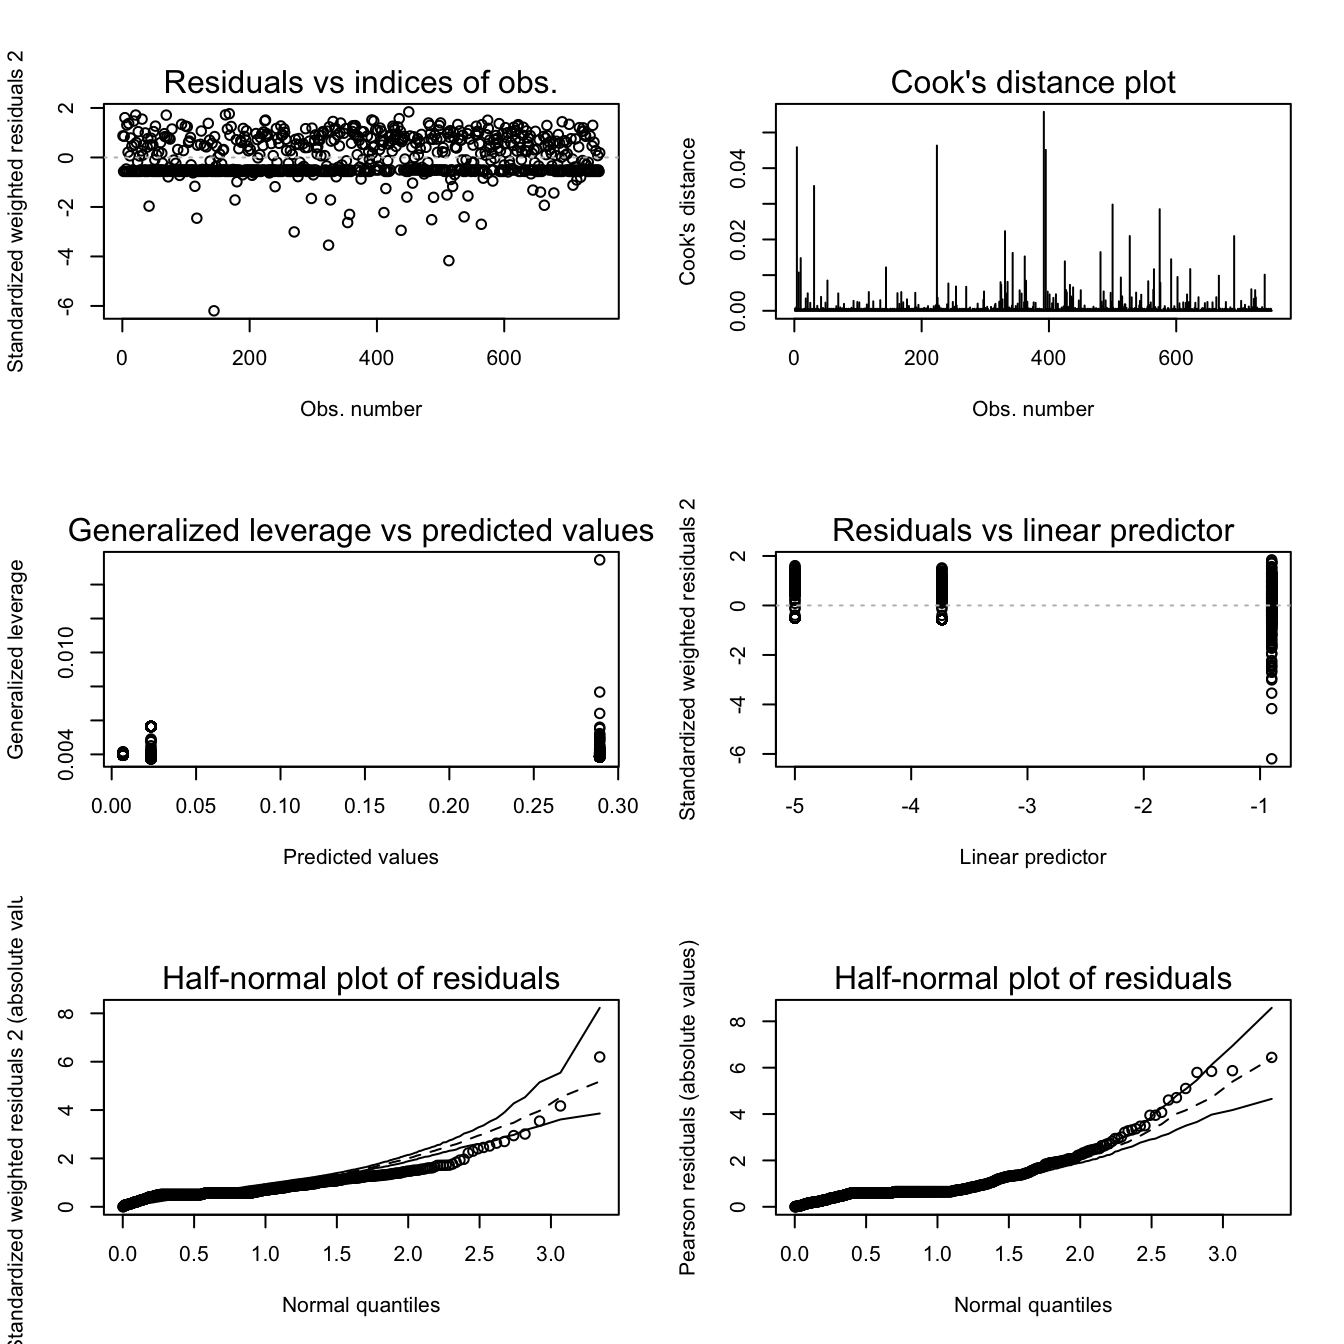 Residuals vs indices of obs.
Standardized weighted residuals 2
2
0
-2
-4
-6
0 200 400 600
Obs. number
Cook's distance plot
Cook's distance
0.04
0.02
0.00
0 200 400 600
Obs. number
Generalized leverage vs predicted values
Generalized leverage
0.010
0.004
0.00 0.05 0.10 0.15 0.20 0.25 0.30
Predicted values
Residuals vs linear predictor
Standardized weighted residuals 2
2
0
-2
-4
-6
-5 -4 -3 -2 -1
Linear predictor
Half-normal plot of residuals
Standardized weighted residuals 2 (absolute valu
8
6
4
2
0
0.0 0.5 1.0 1.5 2.0 2.5 3.0
Normal quantiles
Half-normal plot of residuals
Pearson residuals (absolute values)
8
6
4
2
0
0.0 0.5 1.0 1.5 2.0 2.5 3.0
Normal quantiles